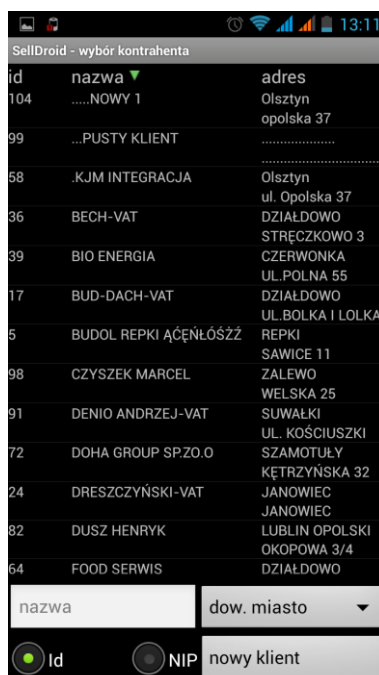 13:11
SellDroid - wybór kontrahenta
id nazwa adres
104 .....NOWY 1 Olsztyn
opolska 37
99 ...PUSTY KLIENT ...................
................................
58 .KJM INTEGRACJA Olsztyn
ul. Opolska 37
36 BECH-VAT DZIAŁDOWO
STRĘCZKOWO 3
39 BIO ENERGIA CZERWONKA
UL.POLNA 55
17 BUD-DACH-VAT DZIAŁDOWO
UL.BOLKA I LOLKA
5 BUDOL REPKI ĄĆĘŃŁÓŚŻŹ REPKI
SAWICE 11
98 CZYSZEK MARCEL ZALEWO
WELSKA 25
91 DENIO ANDRZEJ-VAT SUWAŁKI
UL. KOŚCIUSZKI
72 DOHA GROUP SP.ZO.O SZAMOTUŁY
KĘTRZYŃSKA 32
24 DRESZCZYŃSKI-VAT JANOWIEC
JANOWIEC
82 DUSZ HENRYK LUBLIN OPOLSKI
OKOPOWA 3/4
64 FOOD SERWIS DZIAŁDOWO
nazwa dow. miasto
Id NIP nowy klient